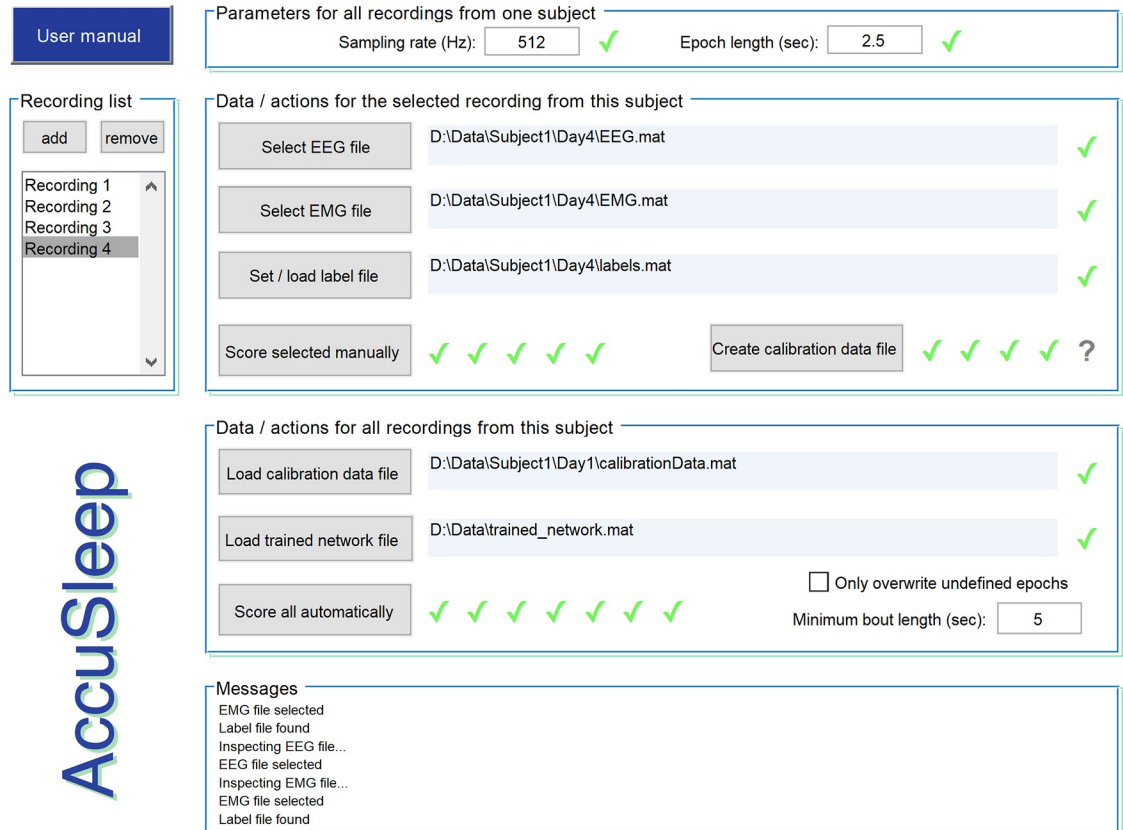 User manual
Parameters for all recordings from one subject
Sampling rate (Hz): 512
Epoch length (sec): 2.5
Recording list
add remove
Recording 1
Recording 2
Recording 3
Recording 4
Data / actions for the selected recording from this subject
Select EEG file D:\Data\Subject1\Day4\EEG.mat
Select EMG file D:\Data\Subject1\Day4\EMG.mat
Set / load label file D:\Data\Subject1\Day4\labels.mat
Score selected manually
Create calibration data file ?
Data / actions for all recordings from this subject
Load calibration data file D:\Data\Subject1\Day1\calibrationData.mat
Load trained network file D:\Data\trained_network.mat
Score all automatically
Only overwrite undefined epochs
Minimum bout length (sec): 5
AccuSleep
Messages
EMG file selected
Label file found
Inspecting EEG file...
EEG file selected
Inspecting EMG file...
EMG file selected
Label file found